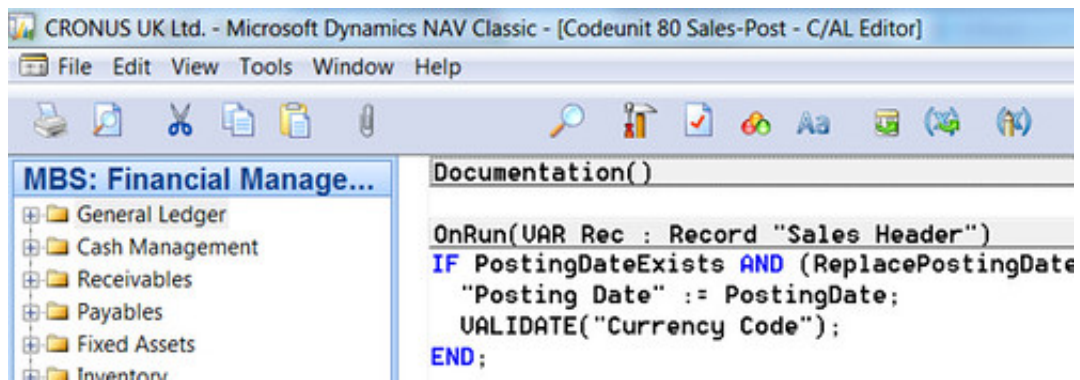 CRONUS UK Ltd. - Microsoft Dynamics NAV Classic - [Codeunit 80 Sales-Post - C/AL Editor]
File Edit View Tools Window Help
Aa
MBS: Financial Manage...
General Ledger
Cash Management
Receivables
Payables
Fixed Assets
Inventory
Documentation()
OnRun(VAR Rec : Record "Sales Header")
IF PostingDateExists AND (ReplacePostingDate
"Posting Date" := PostingDate;
VALIDATE("Currency Code");
END;